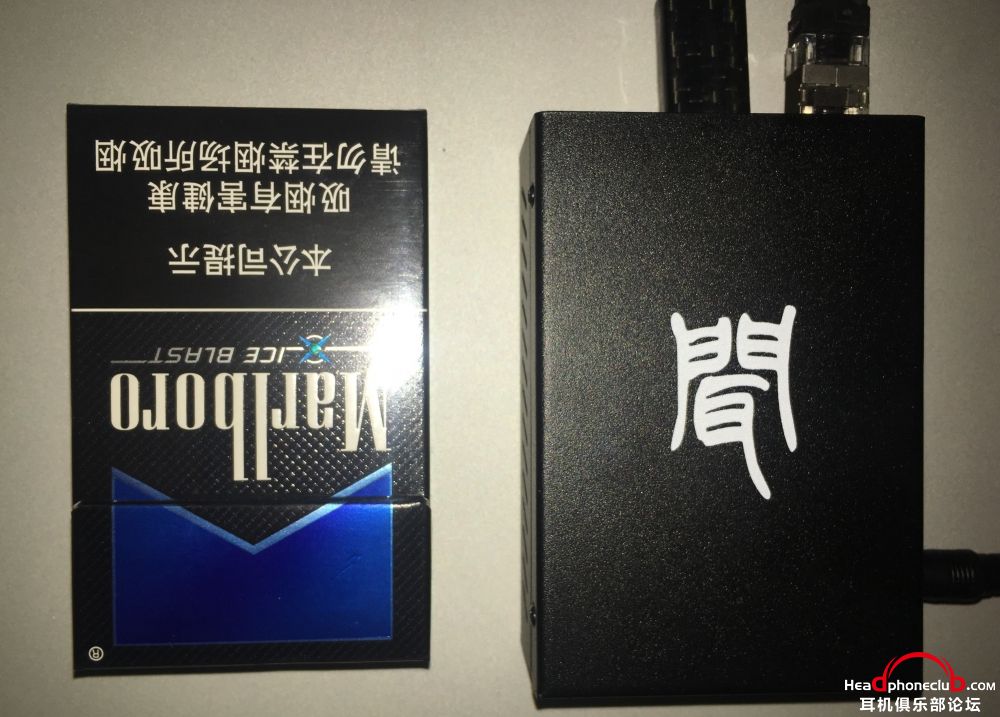 Marlboro
ICE BLAST
本公司提示
吸烟有害健康
请勿在禁烟场所吸烟
®
聞
Headphoneclub.com
耳机俱乐部论坛